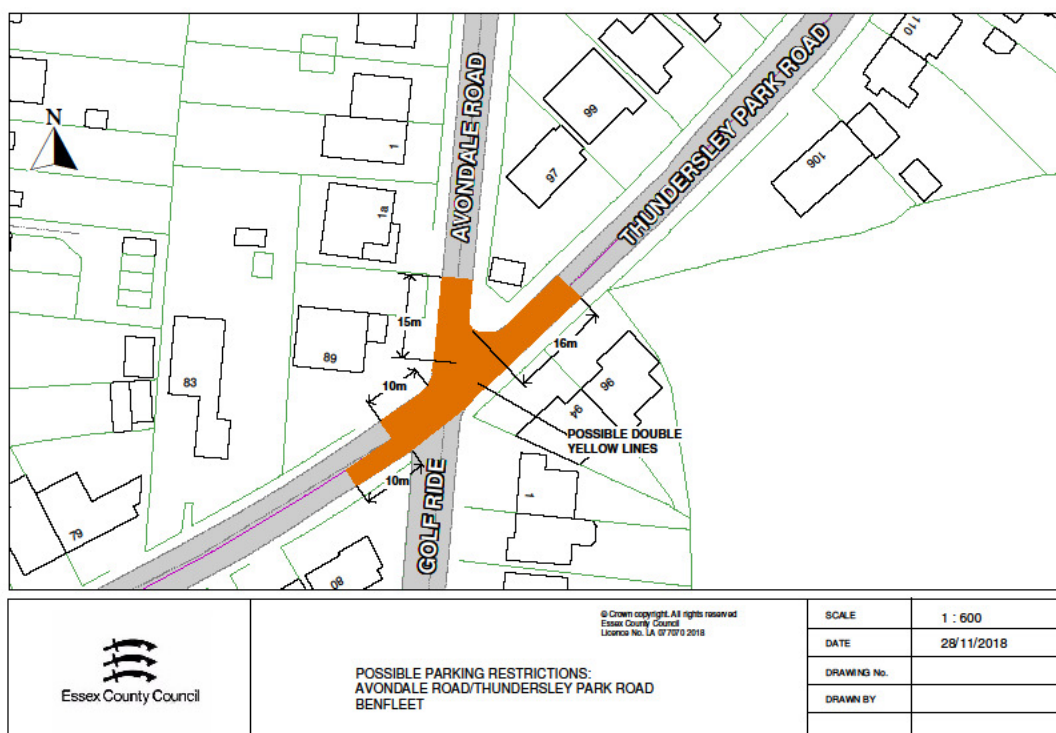 N
AVONDALE ROAD
THUNDERSLEY PARK ROAD
110
99
1
97
106
1a
15m
16m
89
83
10m
96
94
POSSIBLE DOUBLE
YELLOW LINES
10m
GOLF RIDE
1
79
80
Essex County Council
© Crown copyright. All rights reserved
Essex County Council
Licence No. LA 077070 2018
POSSIBLE PARKING RESTRICTIONS:
AVONDALE ROAD/THUNDERSLEY PARK ROAD
BENFLEET
SCALE 1 : 600
DATE 28/11/2018
DRAWING No.
DRAWN BY